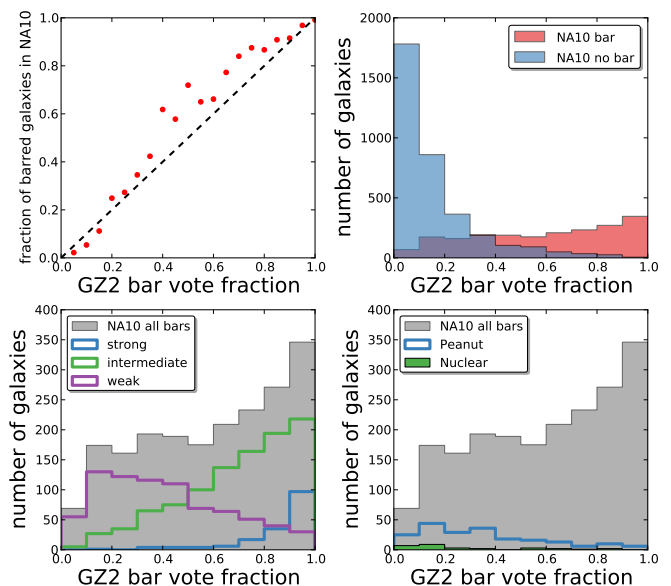 fraction of barred galaxies in NA10
1.0
0.8
0.6
0.4
0.2
0.0
0.0 0.2 0.4 0.6 0.8 1.0
GZ2 bar vote fraction
number of galaxies
2000
1500
1000
500
0
NA10 bar
NA10 no bar
0.0 0.2 0.4 0.6 0.8 1.0
GZ2 bar vote fraction
number of galaxies
400
350
300
250
200
150
100
50
0
NA10 all bars
strong
intermediate
weak
0.0 0.2 0.4 0.6 0.8 1.0
GZ2 bar vote fraction
number of galaxies
400
350
300
250
200
150
100
50
0
NA10 all bars
Peanut
Nuclear
0.0 0.2 0.4 0.6 0.8 1.0
GZ2 bar vote fraction